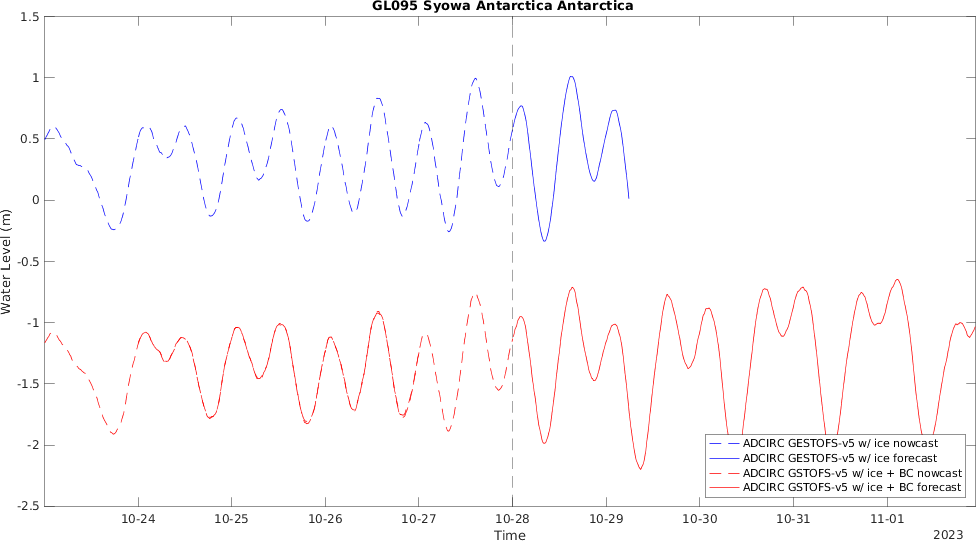 GL095 Syowa Antarctica Antarctica
1.5
1
0.5
0
-0.5
-1
-1.5
-2
-2.5
Water Level (m)
ADCIRC GESTOFS-v5 w/ ice nowcast
ADCIRC GESTOFS-v5 w/ ice forecast
ADCIRC GSTOFS-v5 w/ ice + BC nowcast
ADCIRC GSTOFS-v5 w/ ice + BC forecast
10-24 10-25 10-26 10-27 10-28 10-29 10-30 10-31 11-01
Time
2023